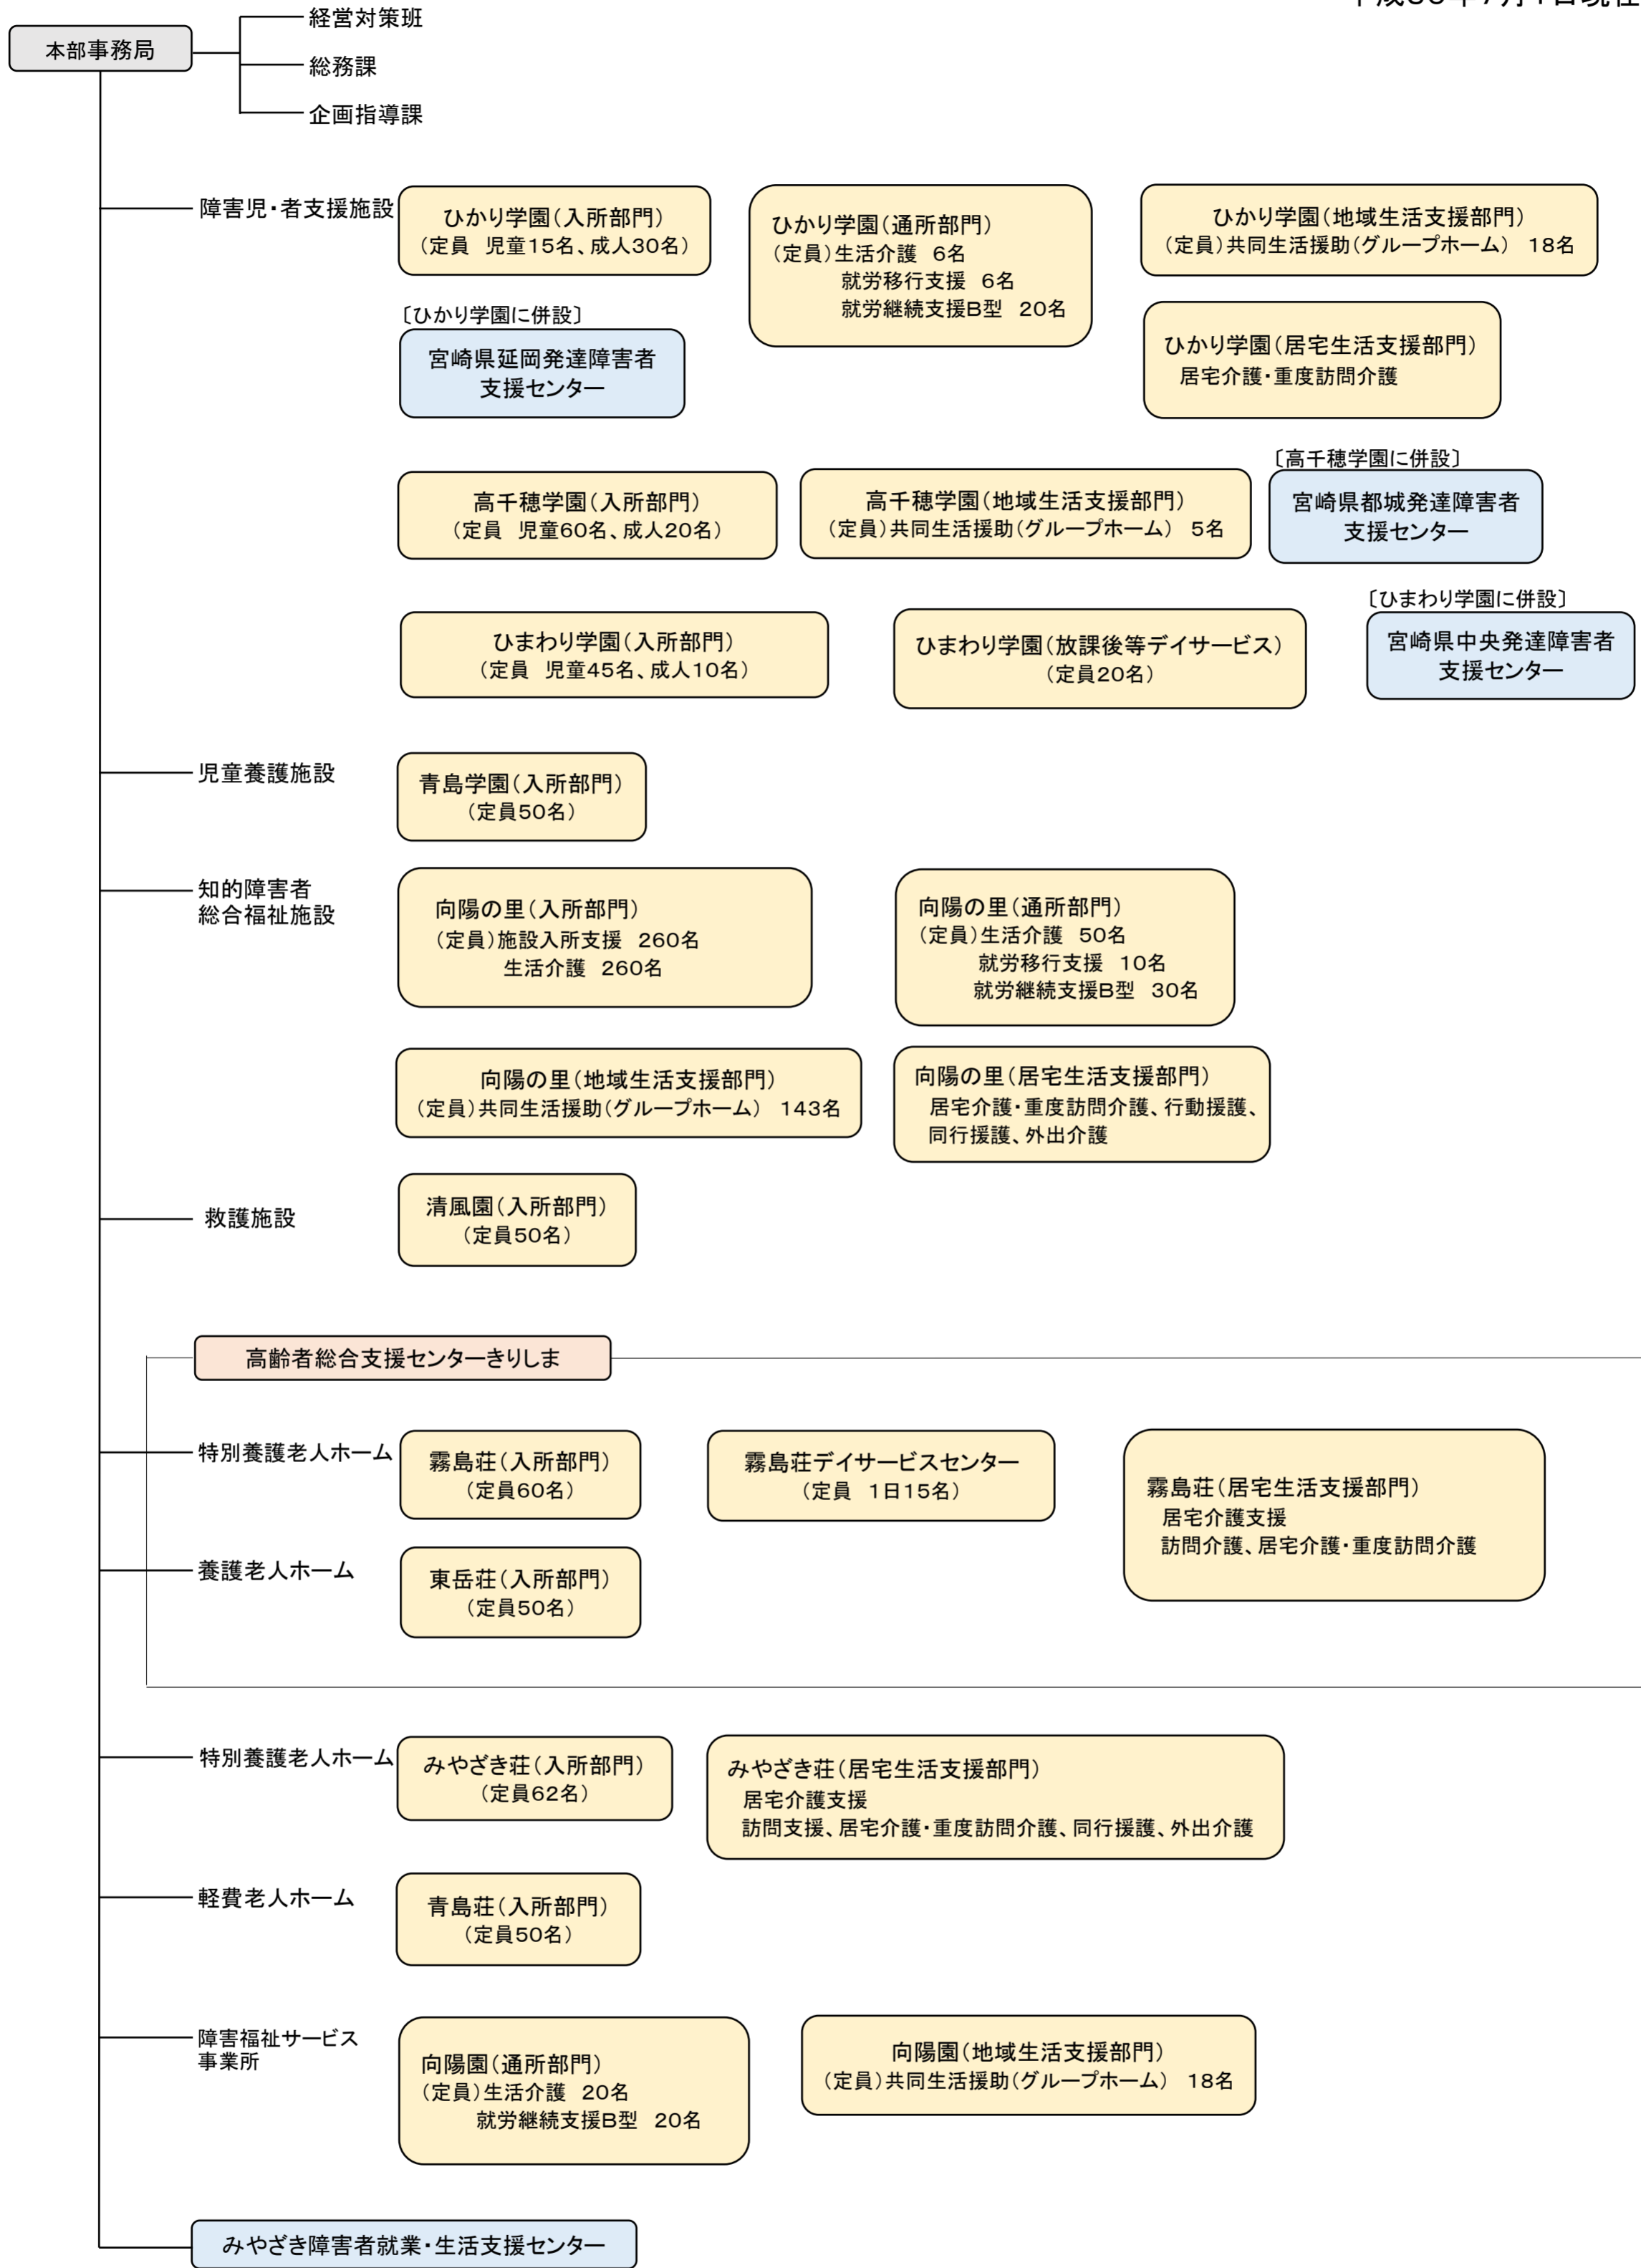 経営対策班
本部事務局
総務課
企画指導課
障害児・者支援施設
ひかり学園(入所部門)
(定員　児童15名、成人30名)
ひかり学園(通所部門)
(定員)生活介護　6名
就労移行支援　6名
就労継続支援B型　20名
ひかり学園(地域生活支援部門)
(定員)共同生活援助(グループホーム)　18名
〔ひかり学園に併設〕
宮崎県延岡発達障害者
支援センター
ひかり学園(居宅生活支援部門)
居宅介護・重度訪問介護
高千穂学園(入所部門)
(定員　児童60名、成人20名)
高千穂学園(地域生活支援部門)
(定員)共同生活援助(グループホーム)　5名
〔高千穂学園に併設〕
宮崎県都城発達障害者
支援センター
ひまわり学園(入所部門)
(定員　児童45名、成人10名)
ひまわり学園(放課後等デイサービス)
(定員20名)
〔ひまわり学園に併設〕
宮崎県中央発達障害者
支援センター
児童養護施設
青島学園(入所部門)
(定員50名)
知的障害者
総合福祉施設
向陽の里(入所部門)
(定員)施設入所支援　260名
生活介護　260名
向陽の里(通所部門)
(定員)生活介護　50名
就労移行支援　10名
就労継続支援B型　30名
向陽の里(地域生活支援部門)
(定員)共同生活援助(グループホーム)　143名
向陽の里(居宅生活支援部門)
居宅介護・重度訪問介護、行動援護、
同行援護、外出介護
救護施設
清風園(入所部門)
(定員50名)
高齢者総合支援センターきりしま
特別養護老人ホーム
霧島荘(入所部門)
(定員60名)
霧島荘デイサービスセンター
(定員　1日15名)
霧島荘(居宅生活支援部門)
居宅介護支援
訪問介護、居宅介護・重度訪問介護
養護老人ホーム
東岳荘(入所部門)
(定員50名)
特別養護老人ホーム
みやざき荘(入所部門)
(定員62名)
みやざき荘(居宅生活支援部門)
居宅介護支援
訪問支援、居宅介護・重度訪問介護、同行援護、外出介護
軽費老人ホーム
青島荘(入所部門)
(定員50名)
障害福祉サービス
事業所
向陽園(通所部門)
(定員)生活介護　20名
就労継続支援B型　20名
向陽園(地域生活支援部門)
(定員)共同生活援助(グループホーム)　18名
みやざき障害者就業・生活支援センター